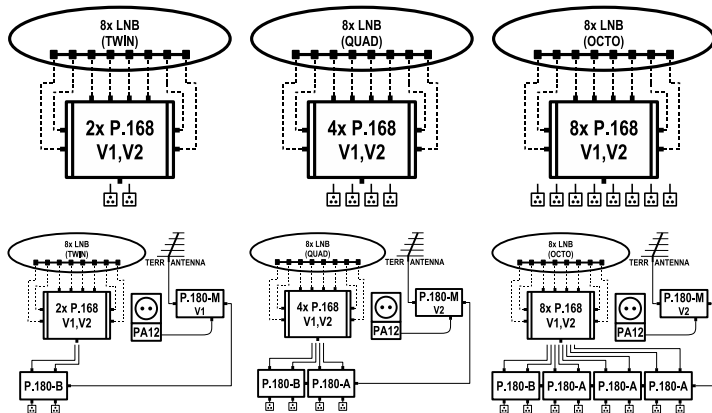 8x LNB
(TWIN)
2x P.168
V1,V2
8x LNB
(QUAD)
4x P.168
V1,V2
8x LNB
(OCTO)
8x P.168
V1,V2
8x LNB
(TWIN)
TERR ANTENNA
2x P.168
V1,V2
PA12
P.180-M
V1
P.180-B
8x LNB
(QUAD)
TERR ANTENNA
4x P.168
V1,V2
PA12
P.180-M
V2
P.180-B
P.180-A
8x LNB
(OCTO)
TERR ANTENNA
8x P.168
V1,V2
PA12
P.180-M
V2
P.180-B
P.180-A
P.180-A
P.180-A